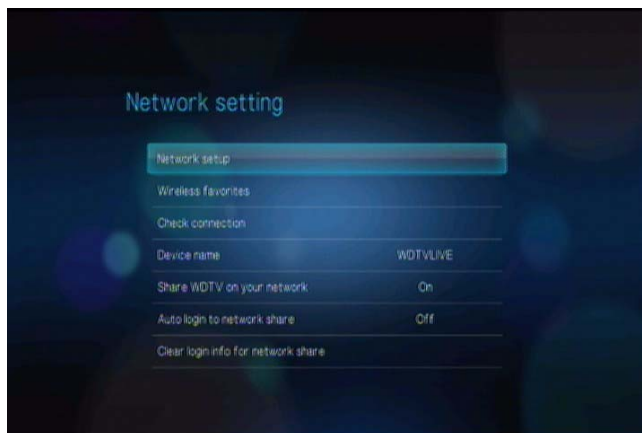 Network setting
Network setup
Wireless favorites
Check connection
Device name WDTVLIVE
Share WDTV on your network On
Auto login to network share Off
Clear login info for network share